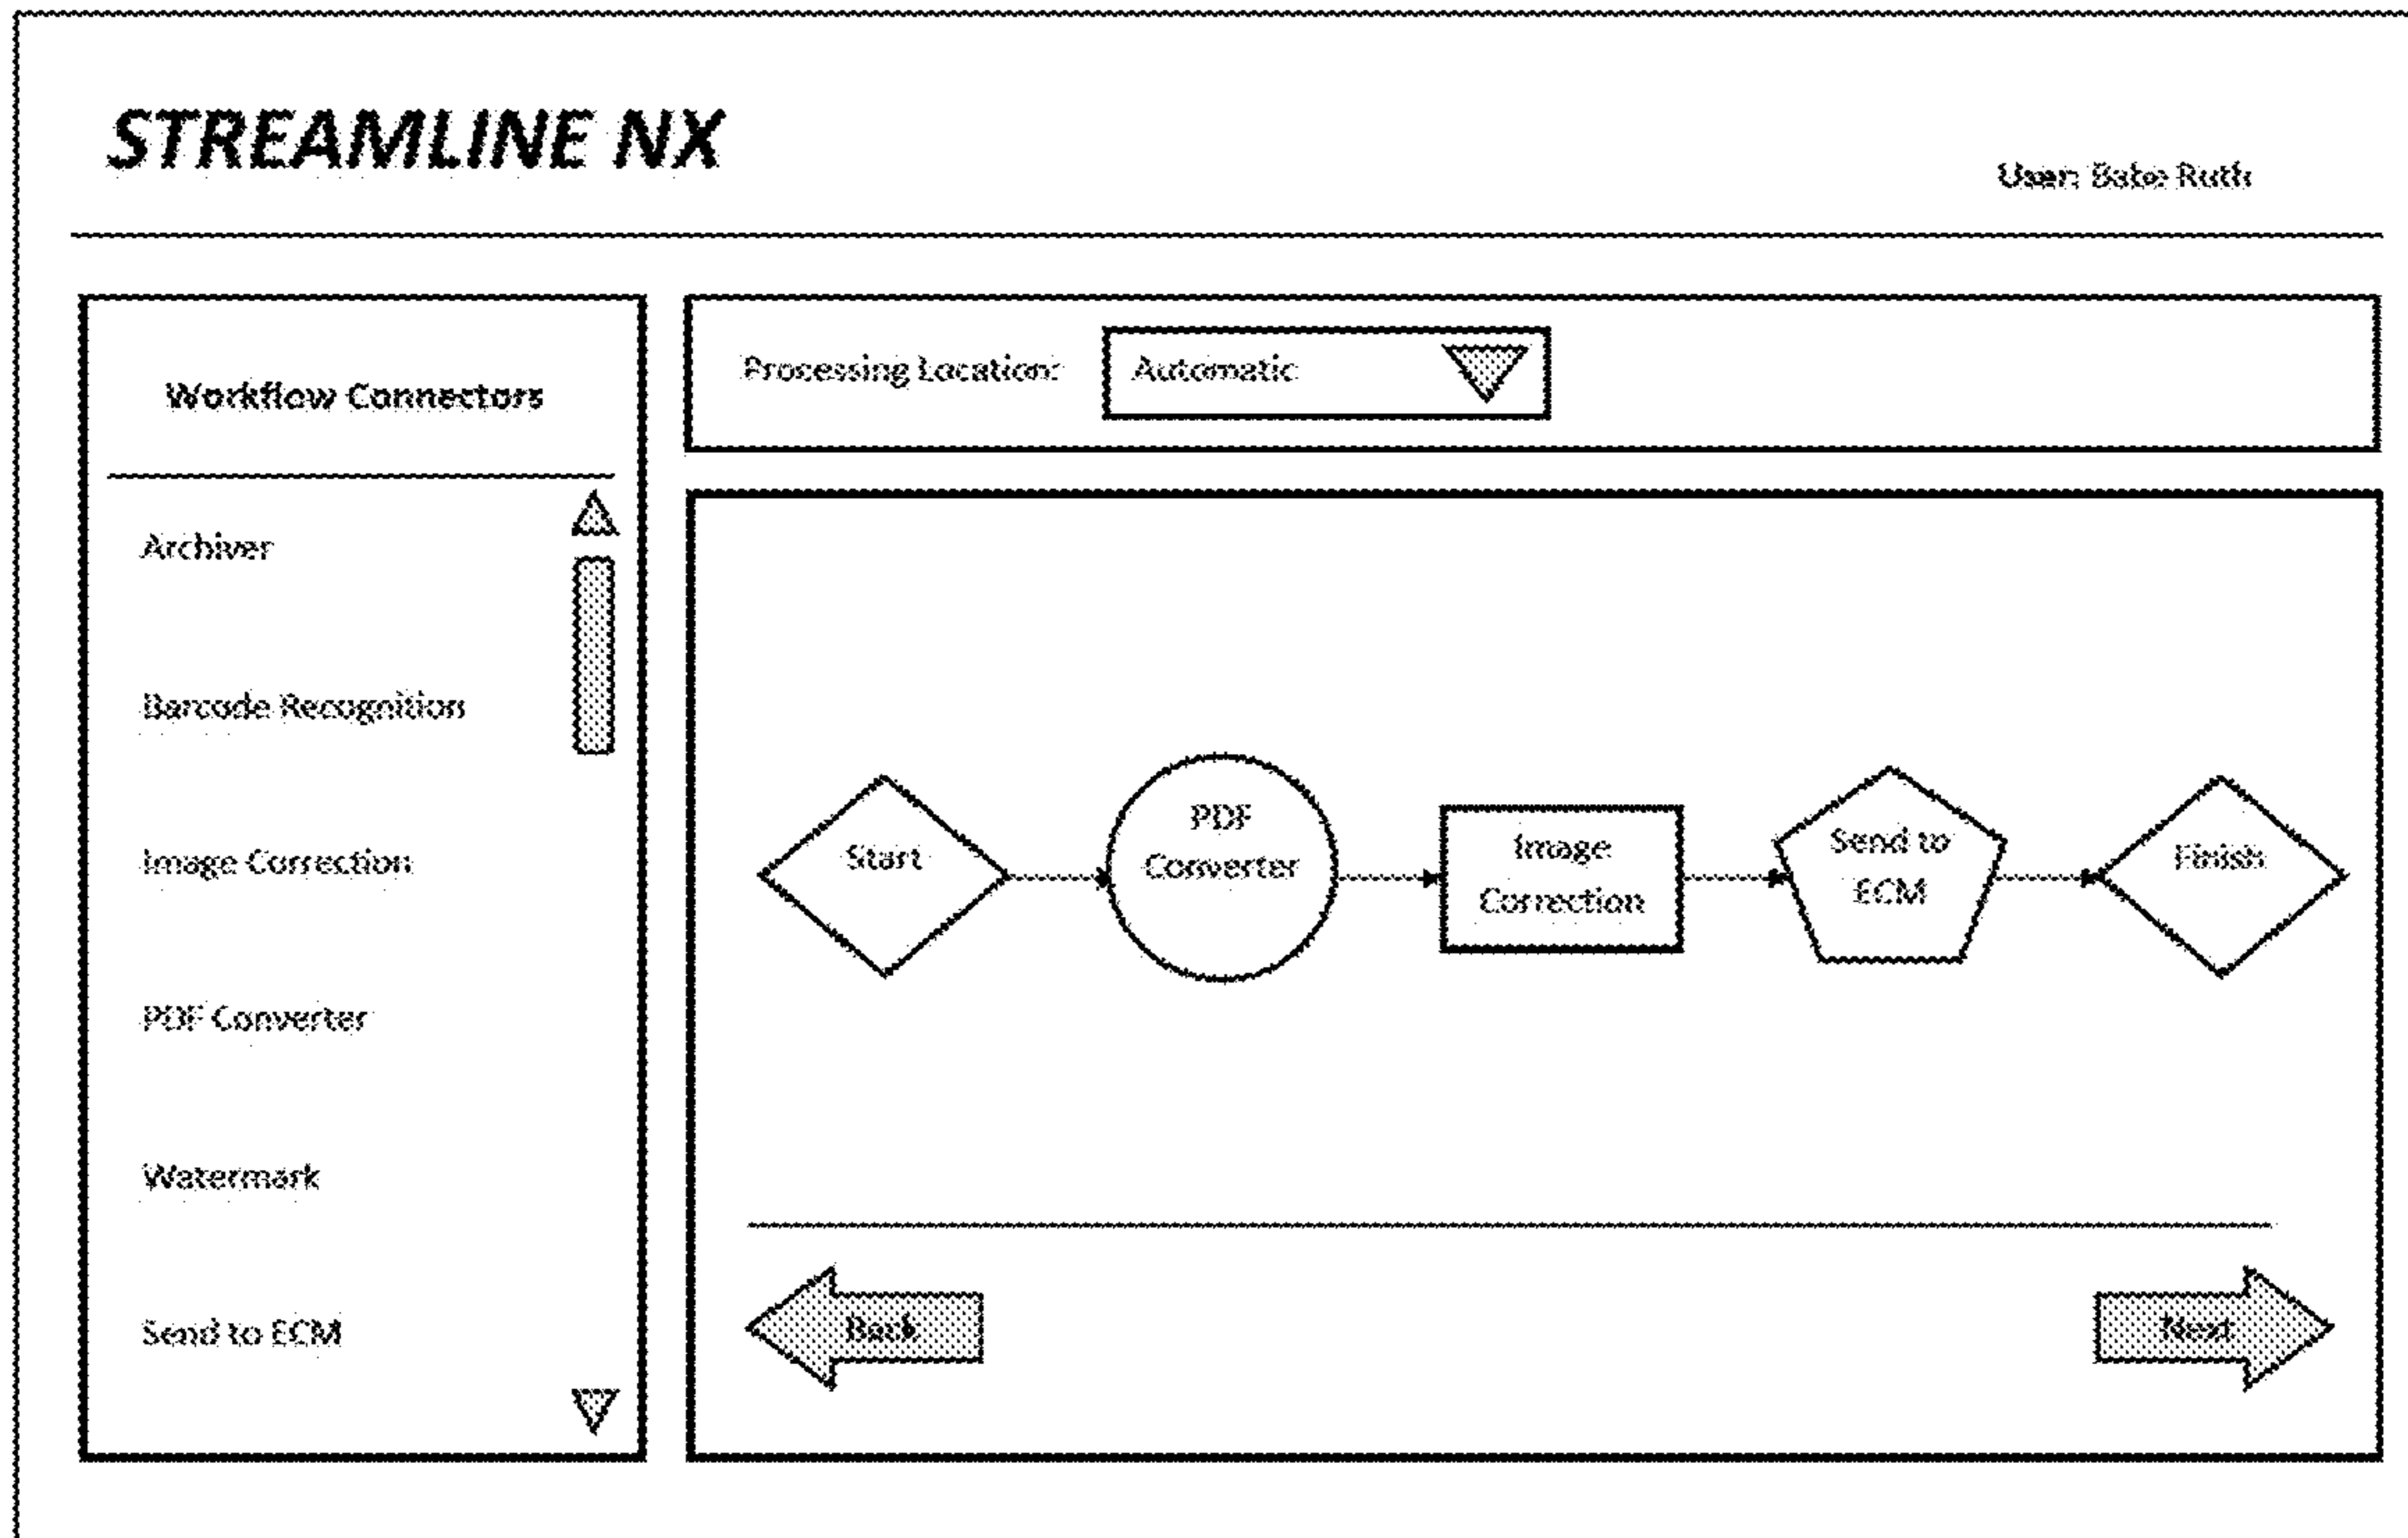 STREAMLINE NX
User: Babe Ruth
Workflow Connectors
Archiver
Barcode Recognition
Image Correction
PDF Converter
Watermark
Send to ECM
Processing Location:
Automatic
Start
PDF
Converter
Image
Correction
Send to
ECM
Finish
Back
Next